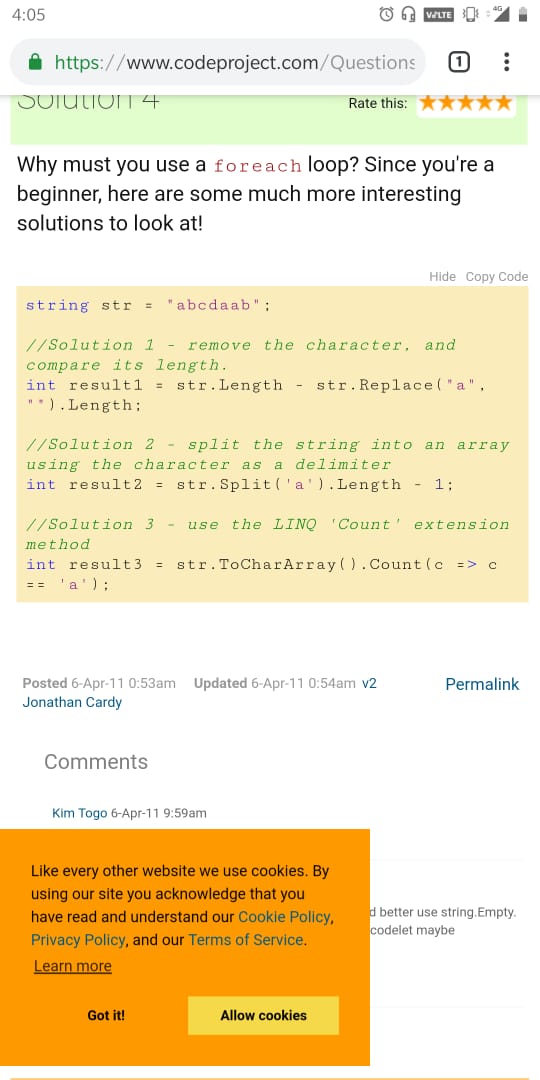 4:05
VoLTE
4G
https://www.codeproject.com/Questions
1
Solution 4
Rate this:
Why must you use a foreach loop? Since you're a
beginner, here are some much more interesting
solutions to look at!
Hide Copy Code
string str = "abcdaab";
//Solution 1 - remove the character, and
compare its length.
int result1 = str.Length - str.Replace("a",
"").Length;
//Solution 2 - split the string into an array
using the character as a delimiter
int result2 = str.Split('a').Length - 1;
//Solution 3 - use the LINQ 'Count' extension
method
int result3 = str.ToCharArray().Count(c => c
== 'a');
Posted 6-Apr-11 0:53am Updated 6-Apr-11 0:54am v2
Permalink
Jonathan Cardy
Comments
Kim Togo 6-Apr-11 9:59am
Like every other website we use cookies. By
using our site you acknowledge that you
have read and understand our Cookie Policy,
Privacy Policy, and our Terms of Service.
Learn more
Got it!
Allow cookies
d better use string.Empty.
codelet maybe